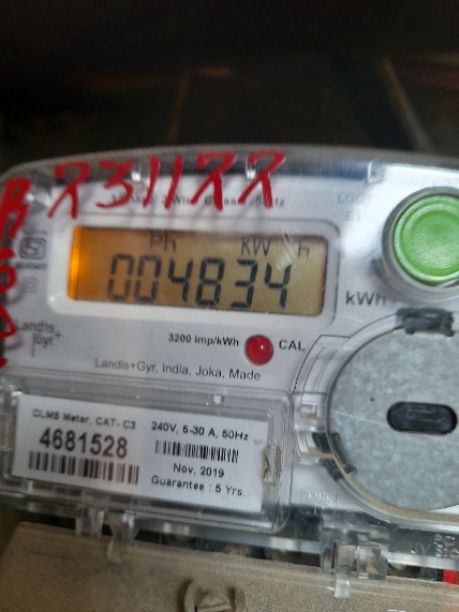 231122
Ph kW h
004834
kWh
Landis+
Gyr
3200 imp/kWh
CAL
Landis+Gyr, India, Joka, Made
DLMS Meter, CAT- C3
240V, 5-30 A, 50Hz
4681528
Nov, 2019
Guarantee : 5 Yrs.